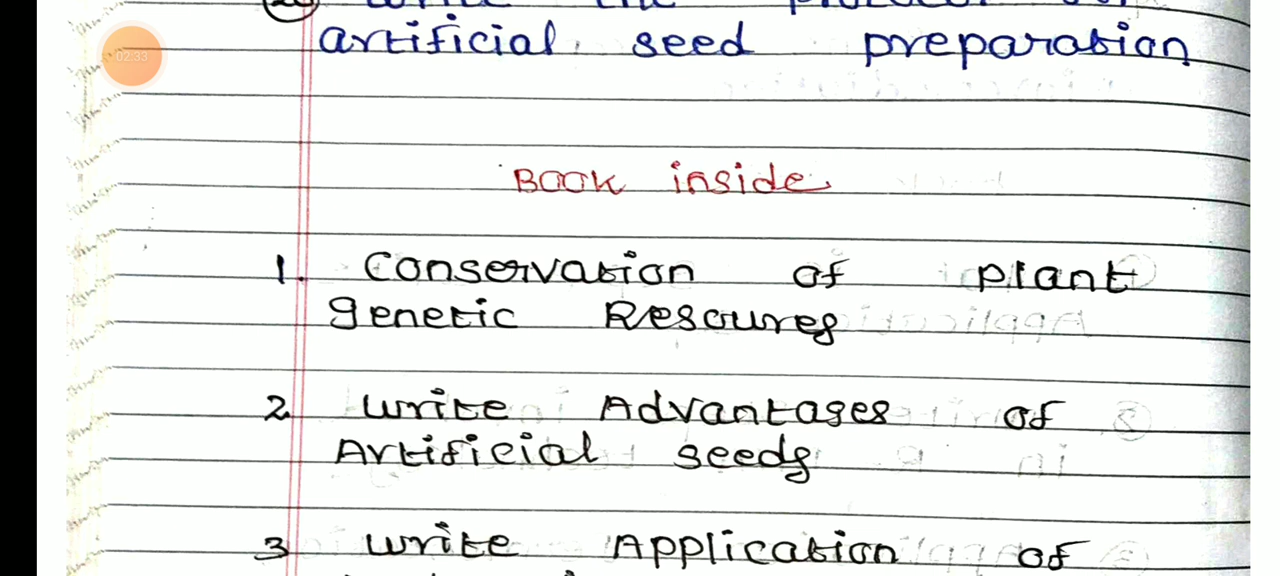 artificial seed preparation
Book inside
1. Conservation of plant
genetic Resoures
2 write Advantages of
Artificial seeds
3 write Application of